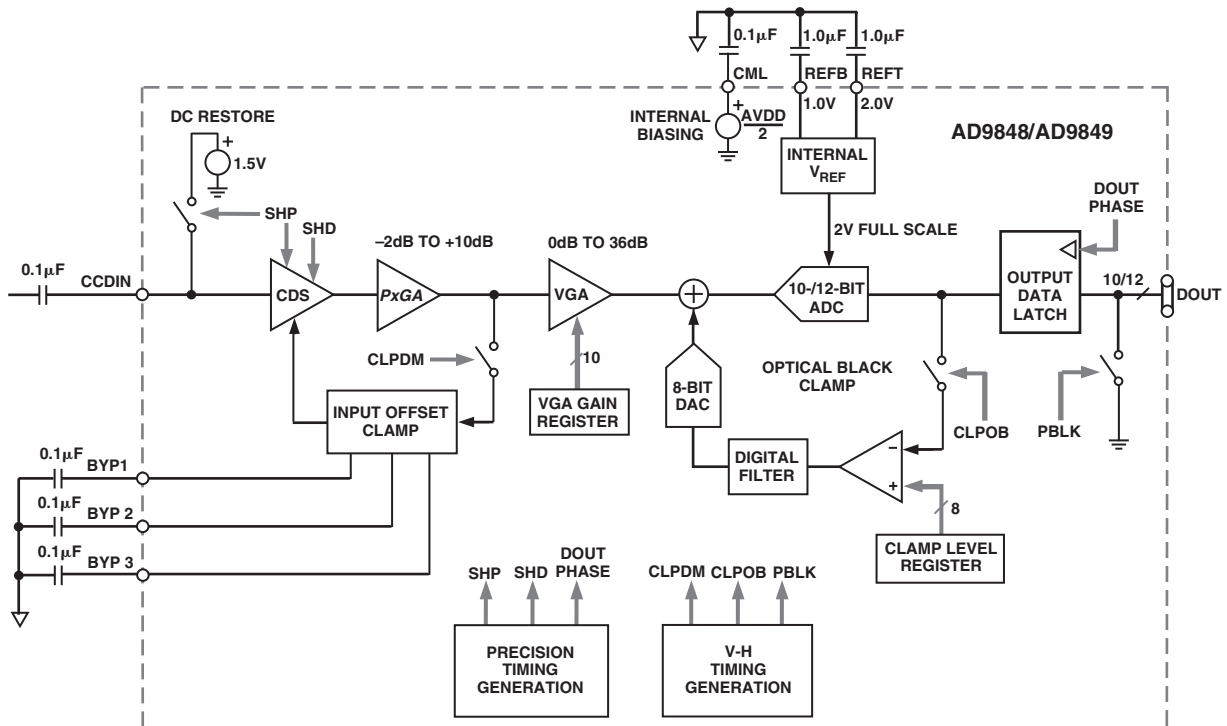 0.1μF
1.0μF
1.0μF
CML
REFB
REFT
1.0V
2.0V
DC RESTORE
+
1.5V
INTERNAL
BIASING
+
AVDD
2
INTERNAL
VREF
AD9848/AD9849
DOUT
PHASE
SHP
SHD
–2dB TO +10dB
0dB TO 36dB
2V FULL SCALE
0.1μF
CCDIN
CDS
PxGA
VGA
+
10-/12-BIT
ADC
OUTPUT
DATA
LATCH
10/12
DOUT
CLPDM
10
8-BIT
DAC
OPTICAL BLACK
CLAMP
INPUT OFFSET
CLAMP
VGA GAIN
REGISTER
CLPOB
PBLK
DIGITAL
FILTER
–
+
8
0.1μF
BYP1
0.1μF
BYP 2
0.1μF
BYP 3
CLAMP LEVEL
REGISTER
SHP
SHD
DOUT
PHASE
CLPDM
CLPOB
PBLK
PRECISION
TIMING
GENERATION
V-H
TIMING
GENERATION